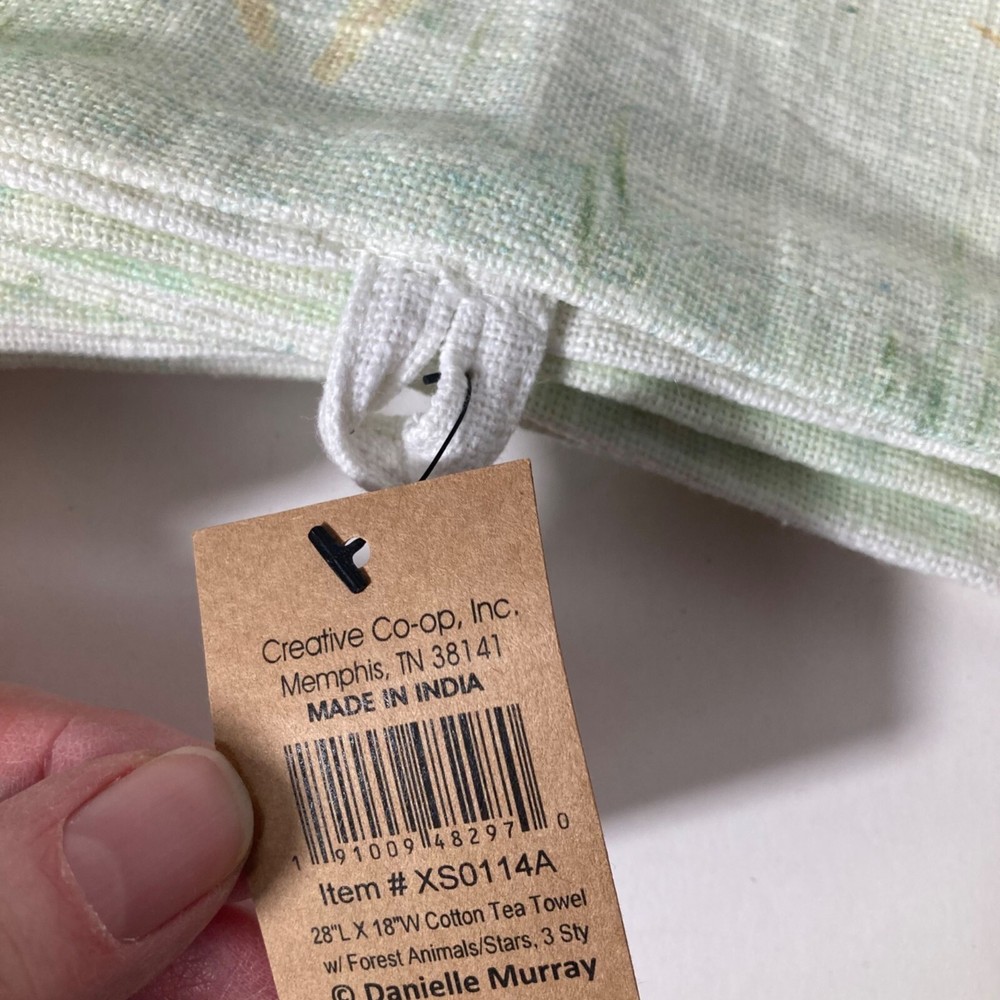 Creative Co-op, Inc.
Memphis, TN 38141
MADE IN INDIA
1 91009 48297 0
Item # XS0114A
28"L X 18"W Cotton Tea Towel
w/ Forest Animals/Stars, 3 Sty
© Danielle Murray